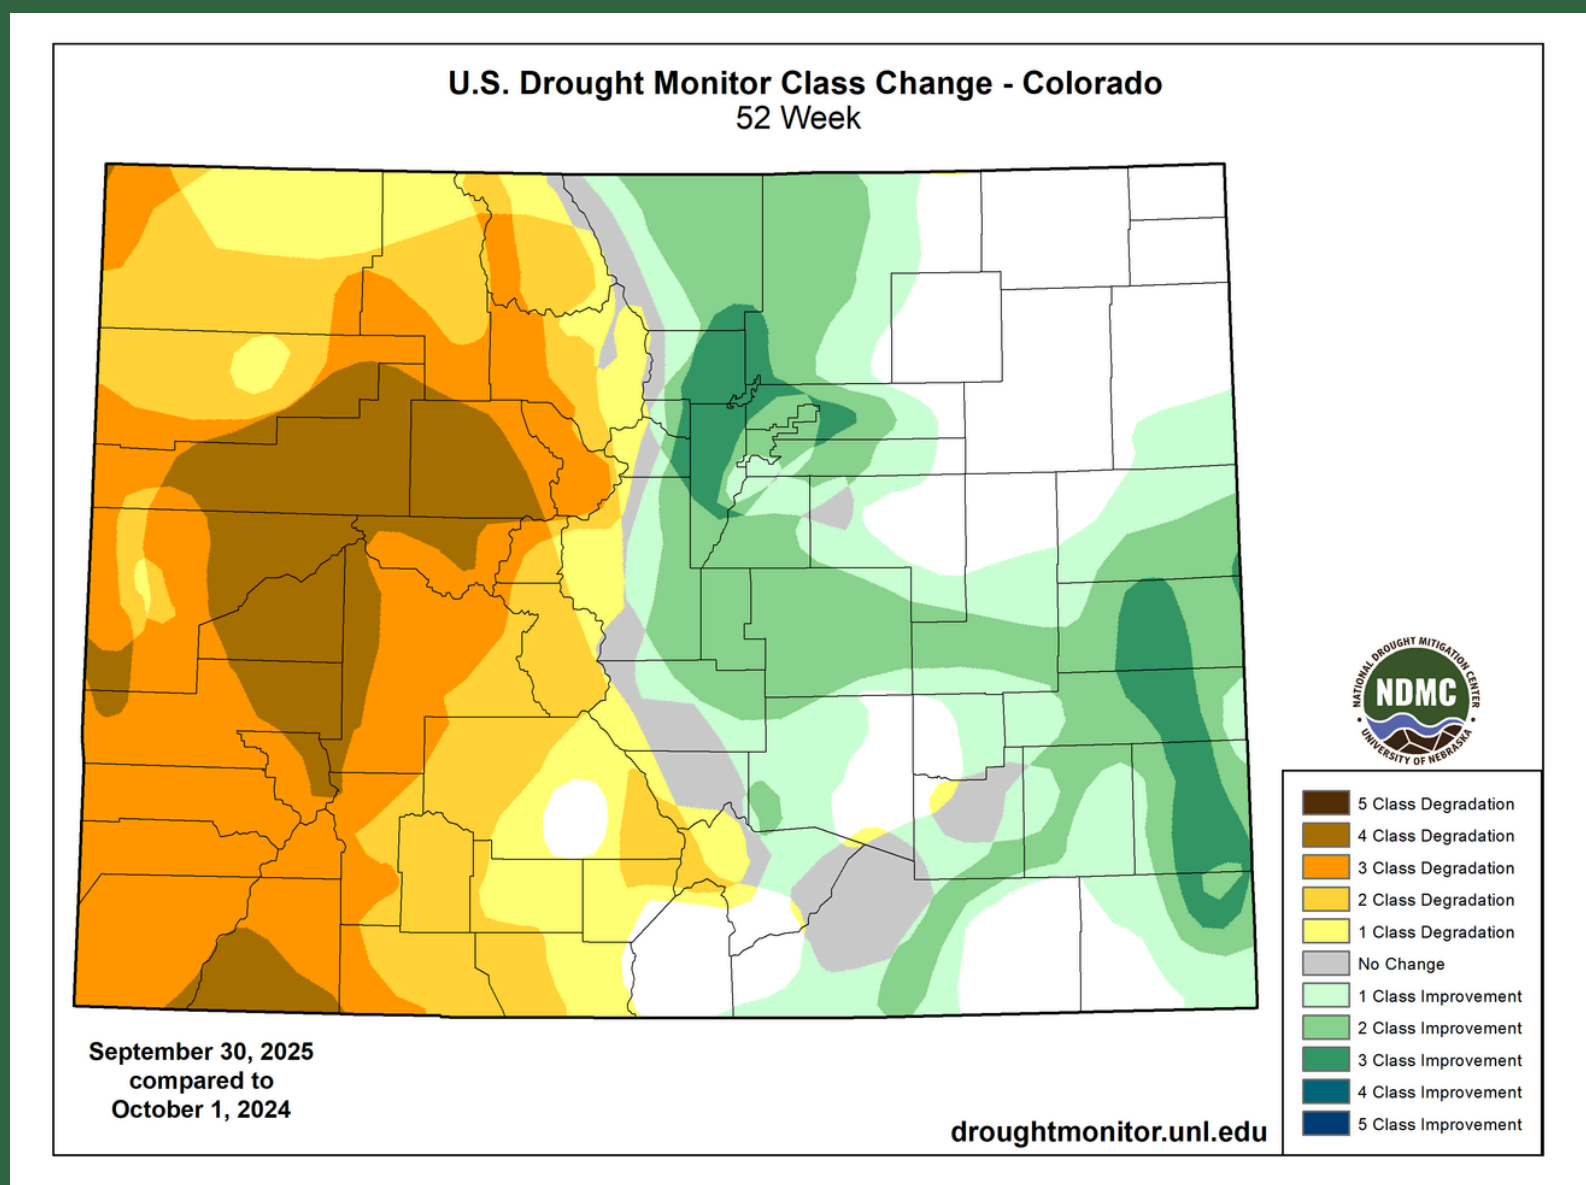 U.S. Drought Monitor Class Change - Colorado
52 Week
NATIONAL DROUGHT MITIGATION CENTER
NDMC
UNIVERSITY OF NEBRASKA
5 Class Degradation
4 Class Degradation
3 Class Degradation
2 Class Degradation
1 Class Degradation
No Change
1 Class Improvement
2 Class Improvement
3 Class Improvement
4 Class Improvement
5 Class Improvement
September 30, 2025
compared to
October 1, 2024
droughtmonitor.unl.edu